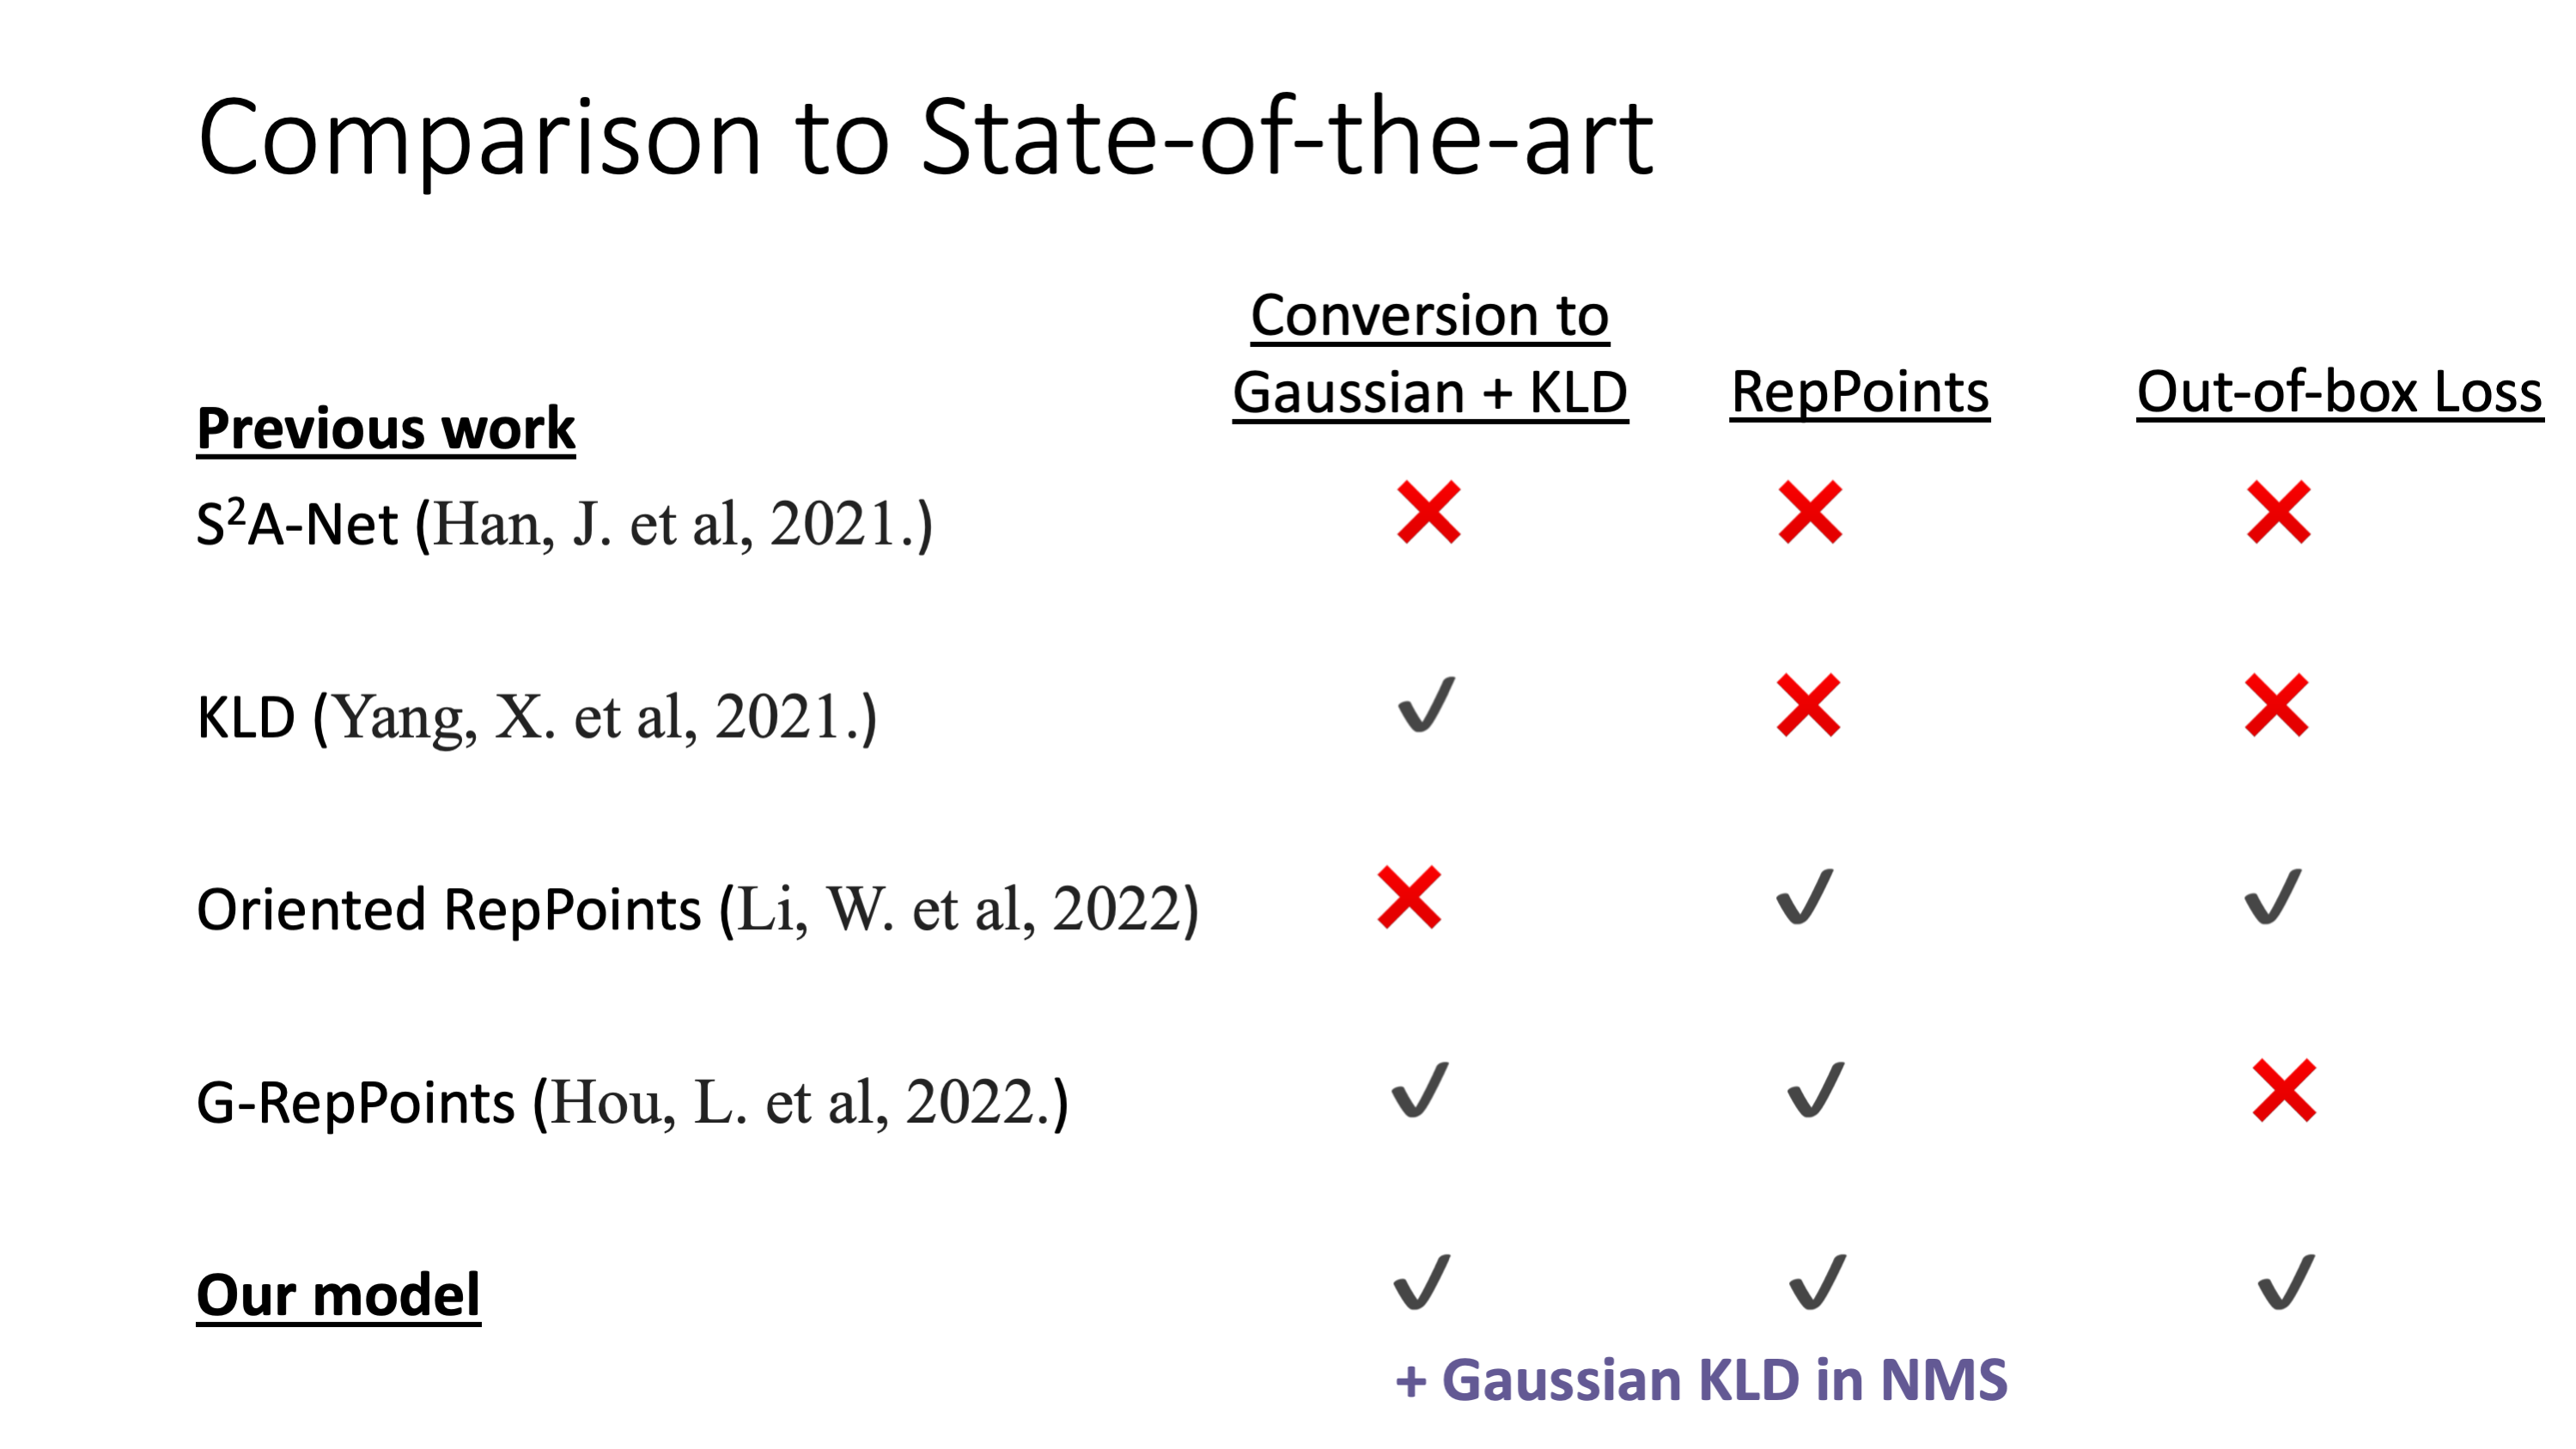 Comparison to State-of-the-art
Conversion to
Gaussian + KLD
RepPoints
Out-of-box Loss
Previous work
S²A-Net (Han, J. et al, 2021.)
KLD (Yang, X. et al, 2021.)
Oriented RepPoints (Li, W. et al, 2022)
G-RepPoints (Hou, L. et al, 2022.)
Our model
+ Gaussian KLD in NMS